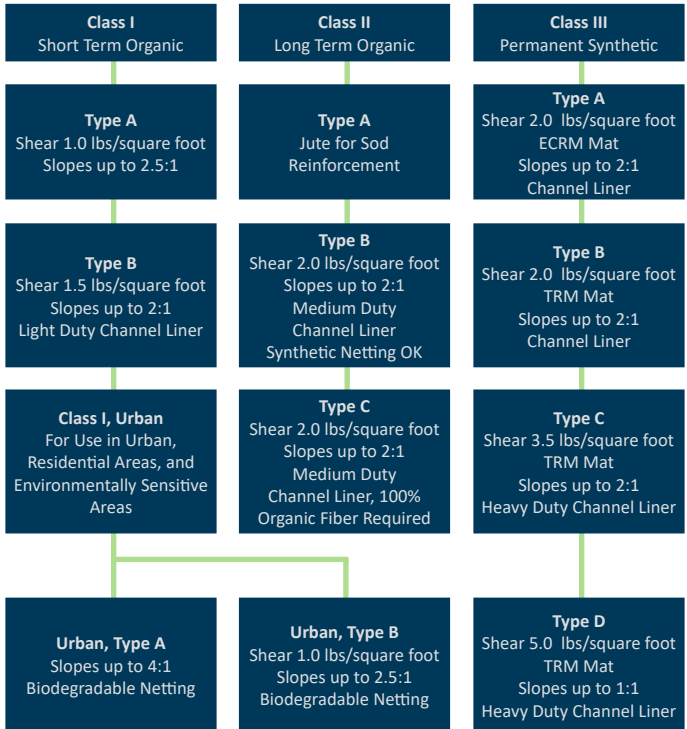 Class I
Short Term Organic
Class II
Long Term Organic
Class III
Permanent Synthetic
Type A
Shear 1.0 lbs/square foot
Slopes up to 2.5:1
Type A
Jute for Sod
Reinforcement
Type A
Shear 2.0 lbs/square foot
ECRM Mat
Slopes up to 2:1
Channel Liner
Type B
Shear 1.5 lbs/square foot
Slopes up to 2:1
Light Duty Channel Liner
Type B
Shear 2.0 lbs/square foot
Slopes up to 2:1
Medium Duty
Channel Liner
Synthetic Netting OK
Type B
Shear 2.0 lbs/square foot
TRM Mat
Slopes up to 2:1
Channel Liner
Class I, Urban
For Use in Urban,
Residential Areas, and
Environmentally Sensitive
Areas
Type C
Shear 2.0 lbs/square foot
Slopes up to 2:1
Medium Duty
Channel Liner, 100%
Organic Fiber Required
Type C
Shear 3.5 lbs/square foot
TRM Mat
Slopes up to 2:1
Heavy Duty Channel Liner
Urban, Type A
Slopes up to 4:1
Biodegradable Netting
Urban, Type B
Shear 1.0 lbs/square foot
Slopes up to 2.5:1
Biodegradable Netting
Type D
Shear 5.0 lbs/square foot
TRM Mat
Slopes up to 1:1
Heavy Duty Channel Liner